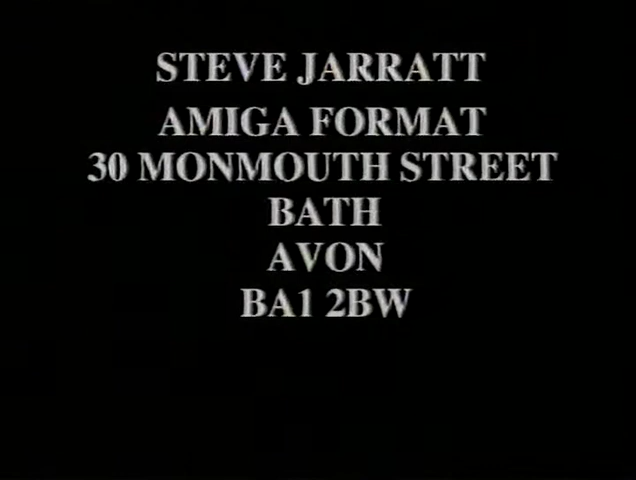 STEVE JARRATT
AMIGA FORMAT
30 MONMOUTH STREET
BATH
AVON
BA1 2BW